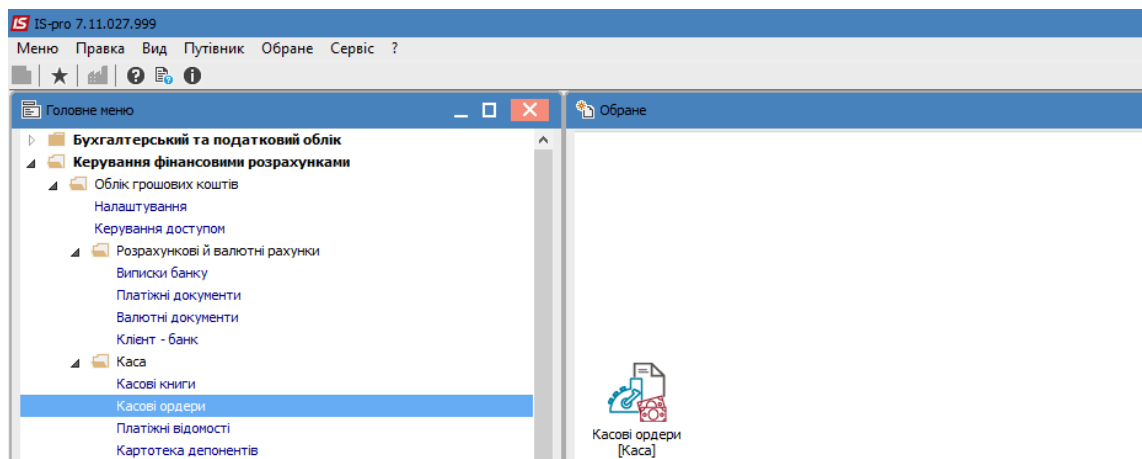 IS-pro 7.11.027.999
Меню Правка Вид Путівник Обране Сервіс ?
Головне меню
Обране
Бухгалтерський та податковий облік
Керування фінансовими розрахунками
Облік грошових коштів
Налаштування
Керування доступом
Розрахункові й валютні рахунки
Виписки банку
Платіжні документи
Валютні документи
Клієнт - банк
Каса
Касові книги
Касові ордери
Платіжні відомості
Картотека депонентів
Касові ордери
[Каса]